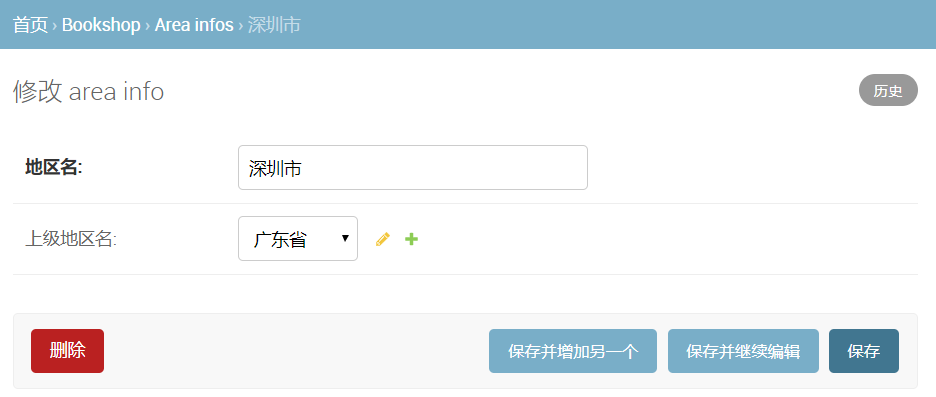 首页 › Bookshop › Area infos › 深圳市
修改 area info
历史
地区名: 深圳市
上级地区名: 广东省
删除 保存并增加另一个 保存并继续编辑 保存